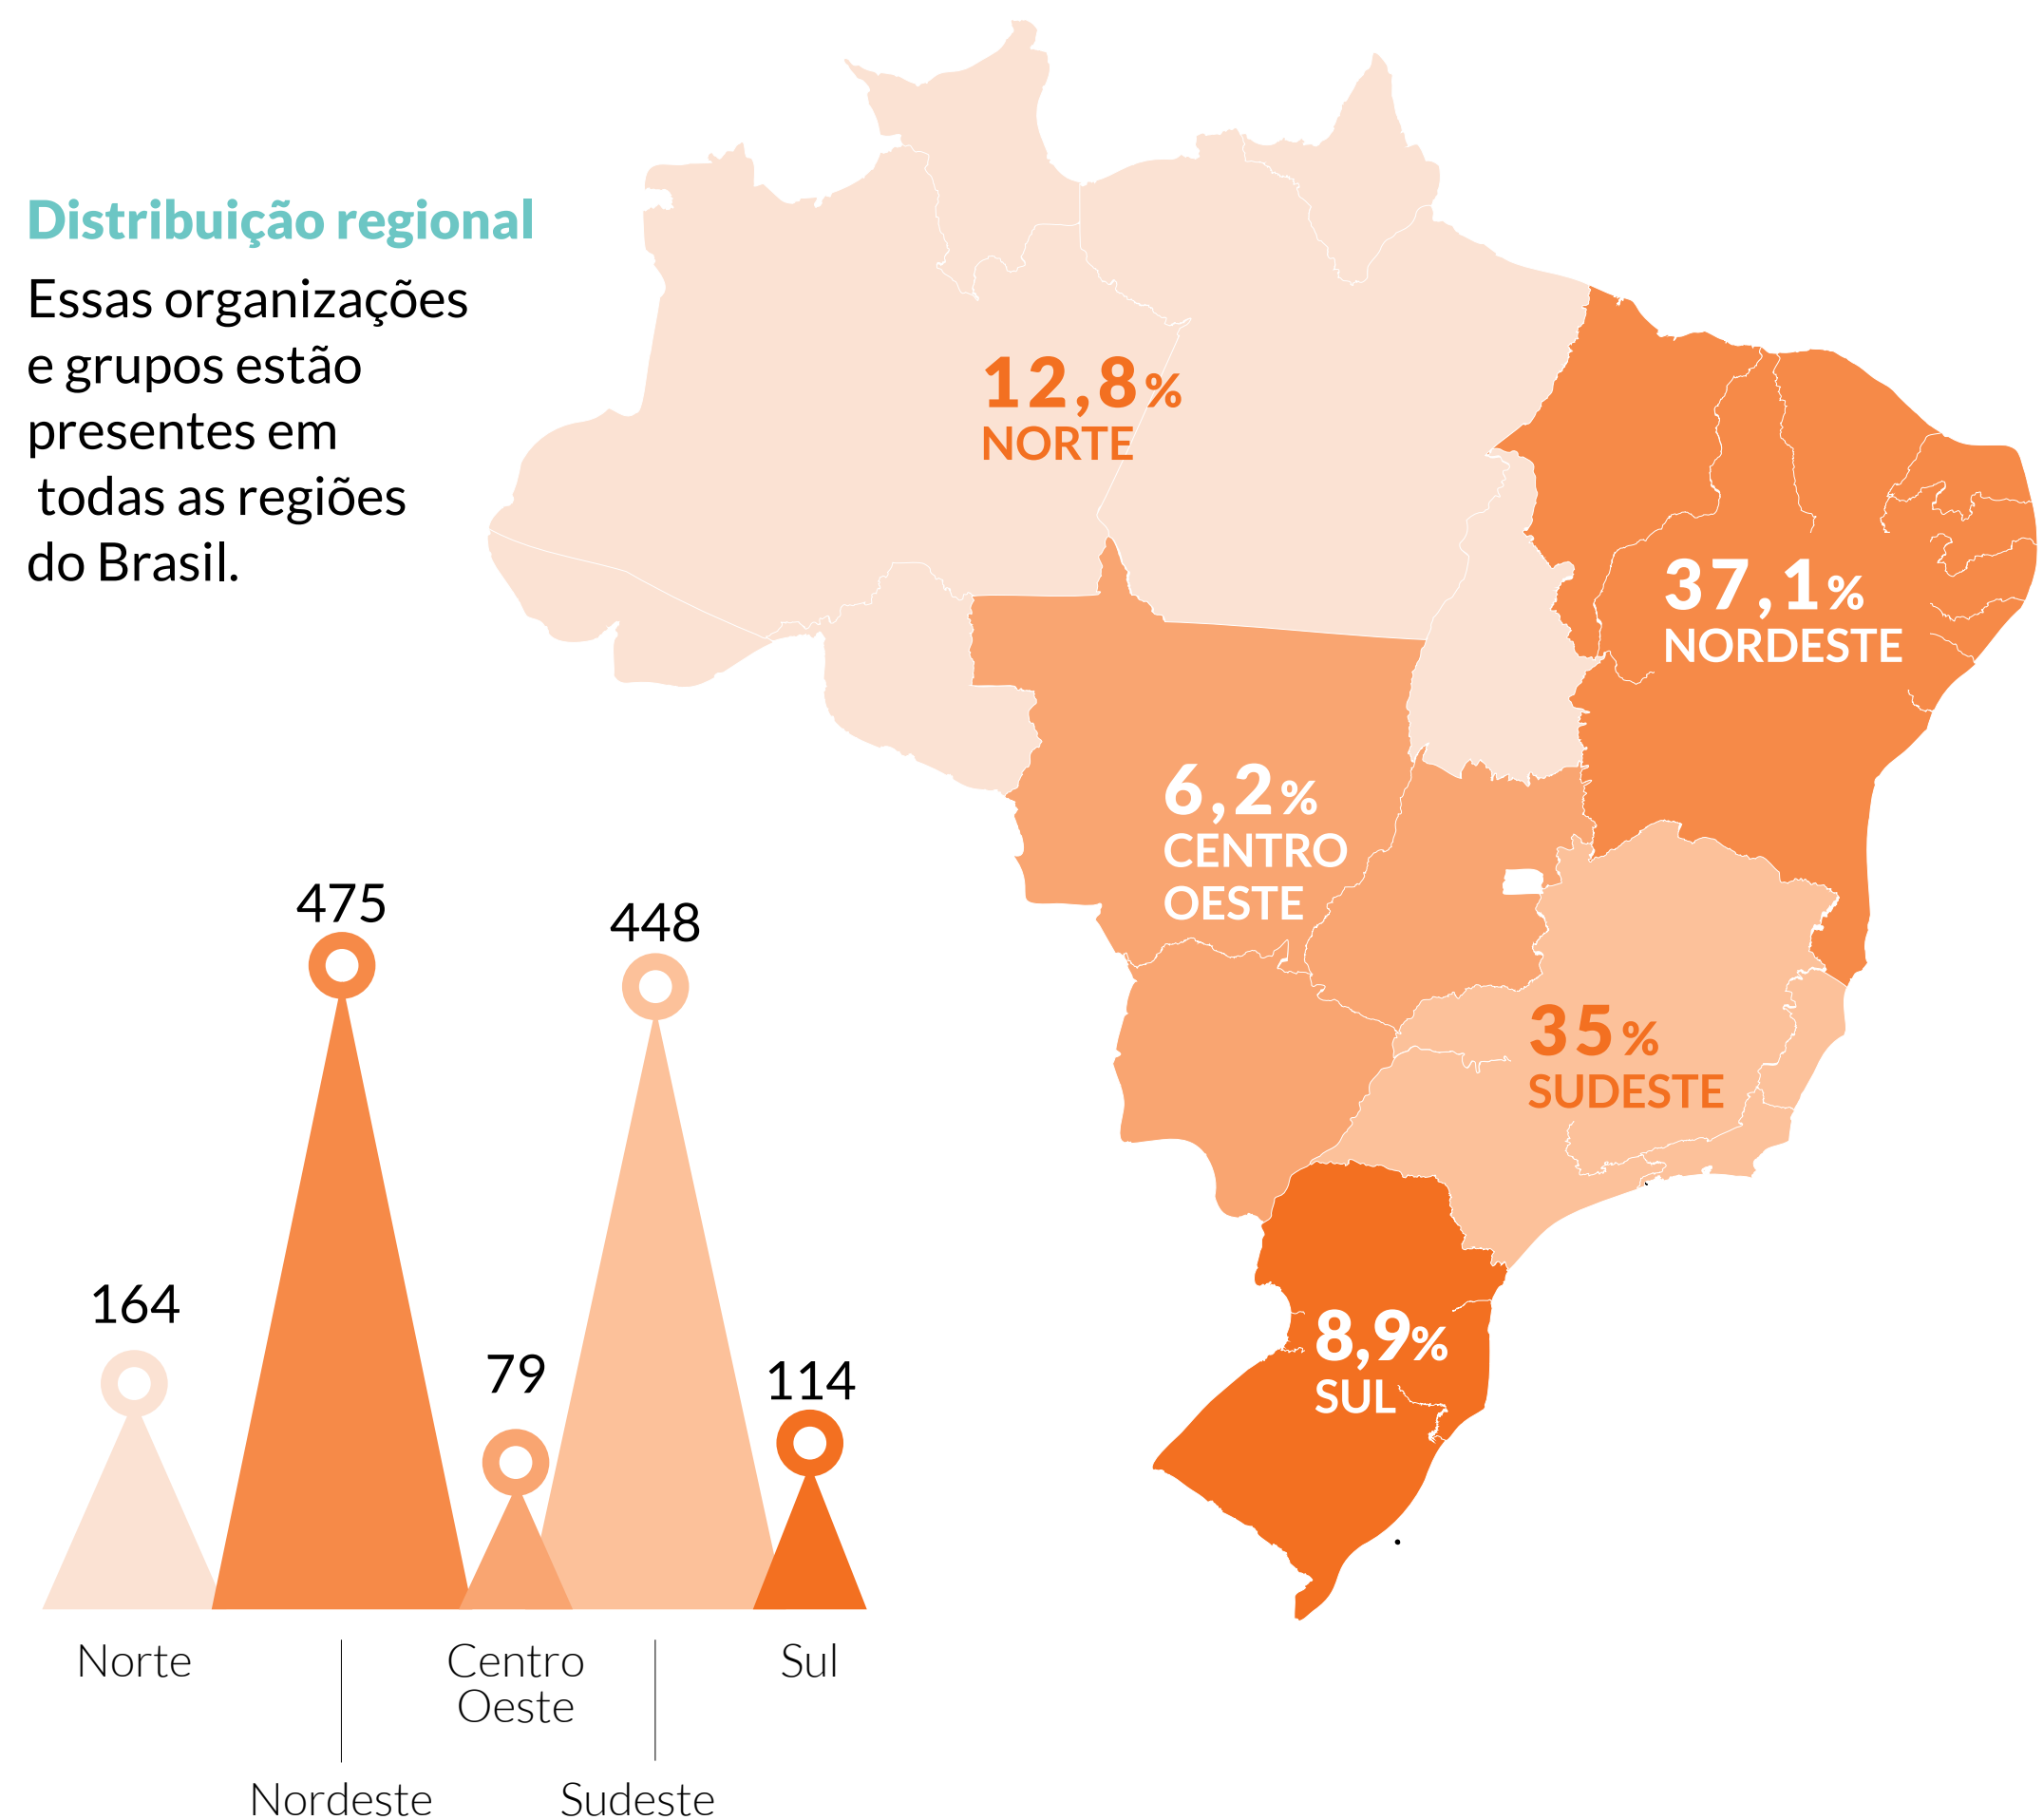 Distribuição regional
Essas organizações
e grupos estão
presentes em
todas as regiões
do Brasil.
12,8%
NORTE
37,1%
NORDESTE
6,2%
CENTRO
OESTE
35%
SUDESTE
8,9%
SUL
475
448
164
79
114
Norte
Centro
Oeste
Sul
Nordeste
Sudeste